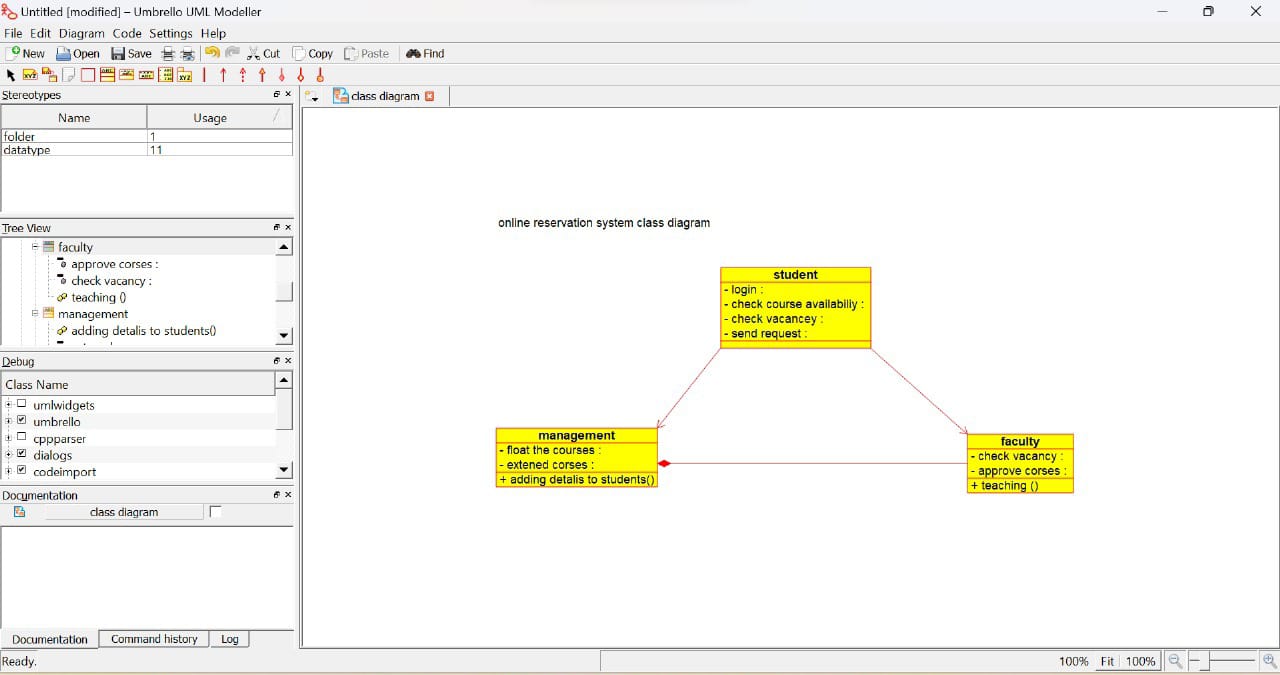 Untitled [modified] – Umbrello UML Modeller
File Edit Diagram Code Settings Help
New Open Save Cut Copy Paste Find
Stereotypes
class diagram
Name Usage
folder 1
datatype 11
Tree View
faculty
approve corses :
check vacancy :
teaching ()
management
adding detalis to students()
Debug
Class Name
umlwidgets
umbrello
cppparser
dialogs
codeimport
Documentation
class diagram
Documentation Command history Log
Ready.
online reservation system class diagram
student
- login :
- check course availabiliy :
- check vacancey :
- send request :
management
- float the courses :
- extened corses :
+ adding detalis to students()
faculty
- check vacancy :
- approve corses :
+ teaching ()
100% Fit 100%